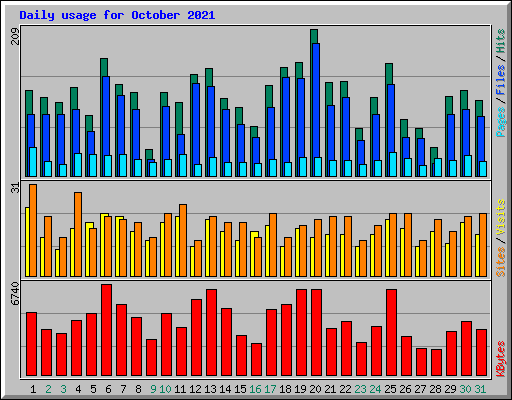 Daily usage for October 2021
209
Pages / Files / Hits
31
Sites / Visits
6740
KBytes
1 2 3 4 5 6 7 8 9 10 11 12 13 14 15 16 17 18 19 20 21 22 23 24 25 26 27 28 29 30 31